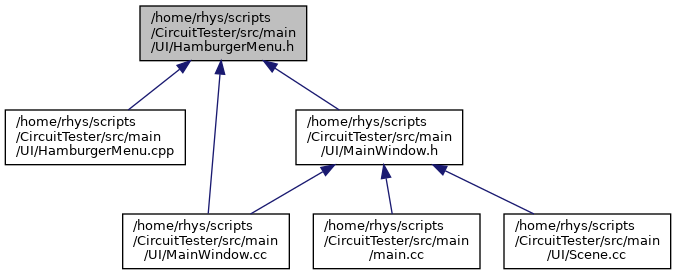 /home/rhys/scripts
/CircuitTester/src/main
/UI/HamburgerMenu.h
/home/rhys/scripts
/CircuitTester/src/main
/UI/HamburgerMenu.cpp
/home/rhys/scripts
/CircuitTester/src/main
/UI/MainWindow.h
/home/rhys/scripts
/CircuitTester/src/main
/UI/MainWindow.cc
/home/rhys/scripts
/CircuitTester/src/main
/main.cc
/home/rhys/scripts
/CircuitTester/src/main
/UI/Scene.cc